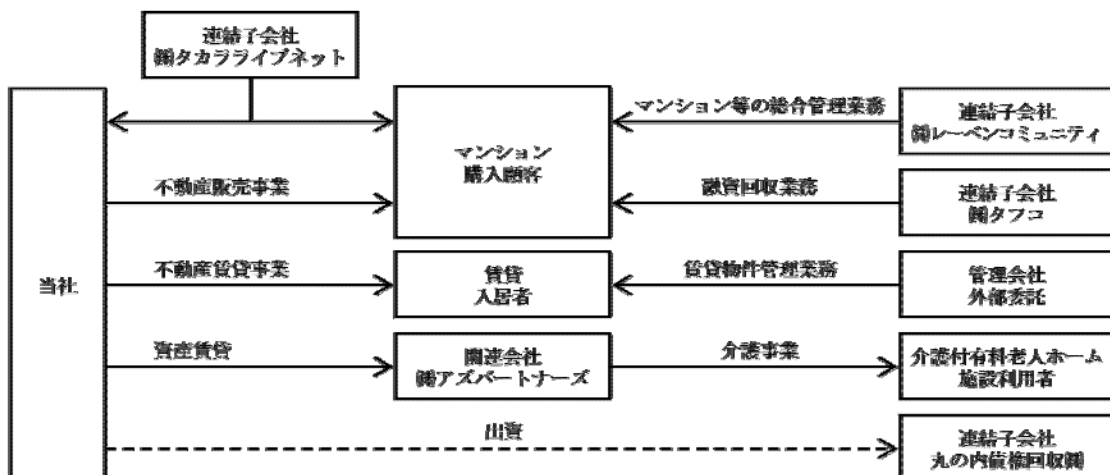 連結子会社
㈱タカラライブネット
マンション等の総合管理業務
連結子会社
㈱レーベンコミュニティ
マンション
購入顧客
不動産販売事業
融資回収業務
連結子会社
㈱タフコ
当社
不動産賃貸事業
賃貸
入居者
賃貸物件管理業務
管理会社
外部委託
資産賃貸
関連会社
㈱アズパートナーズ
介護事業
介護付有料老人ホーム
施設利用者
出資
連結子会社
丸の内債権回収㈱